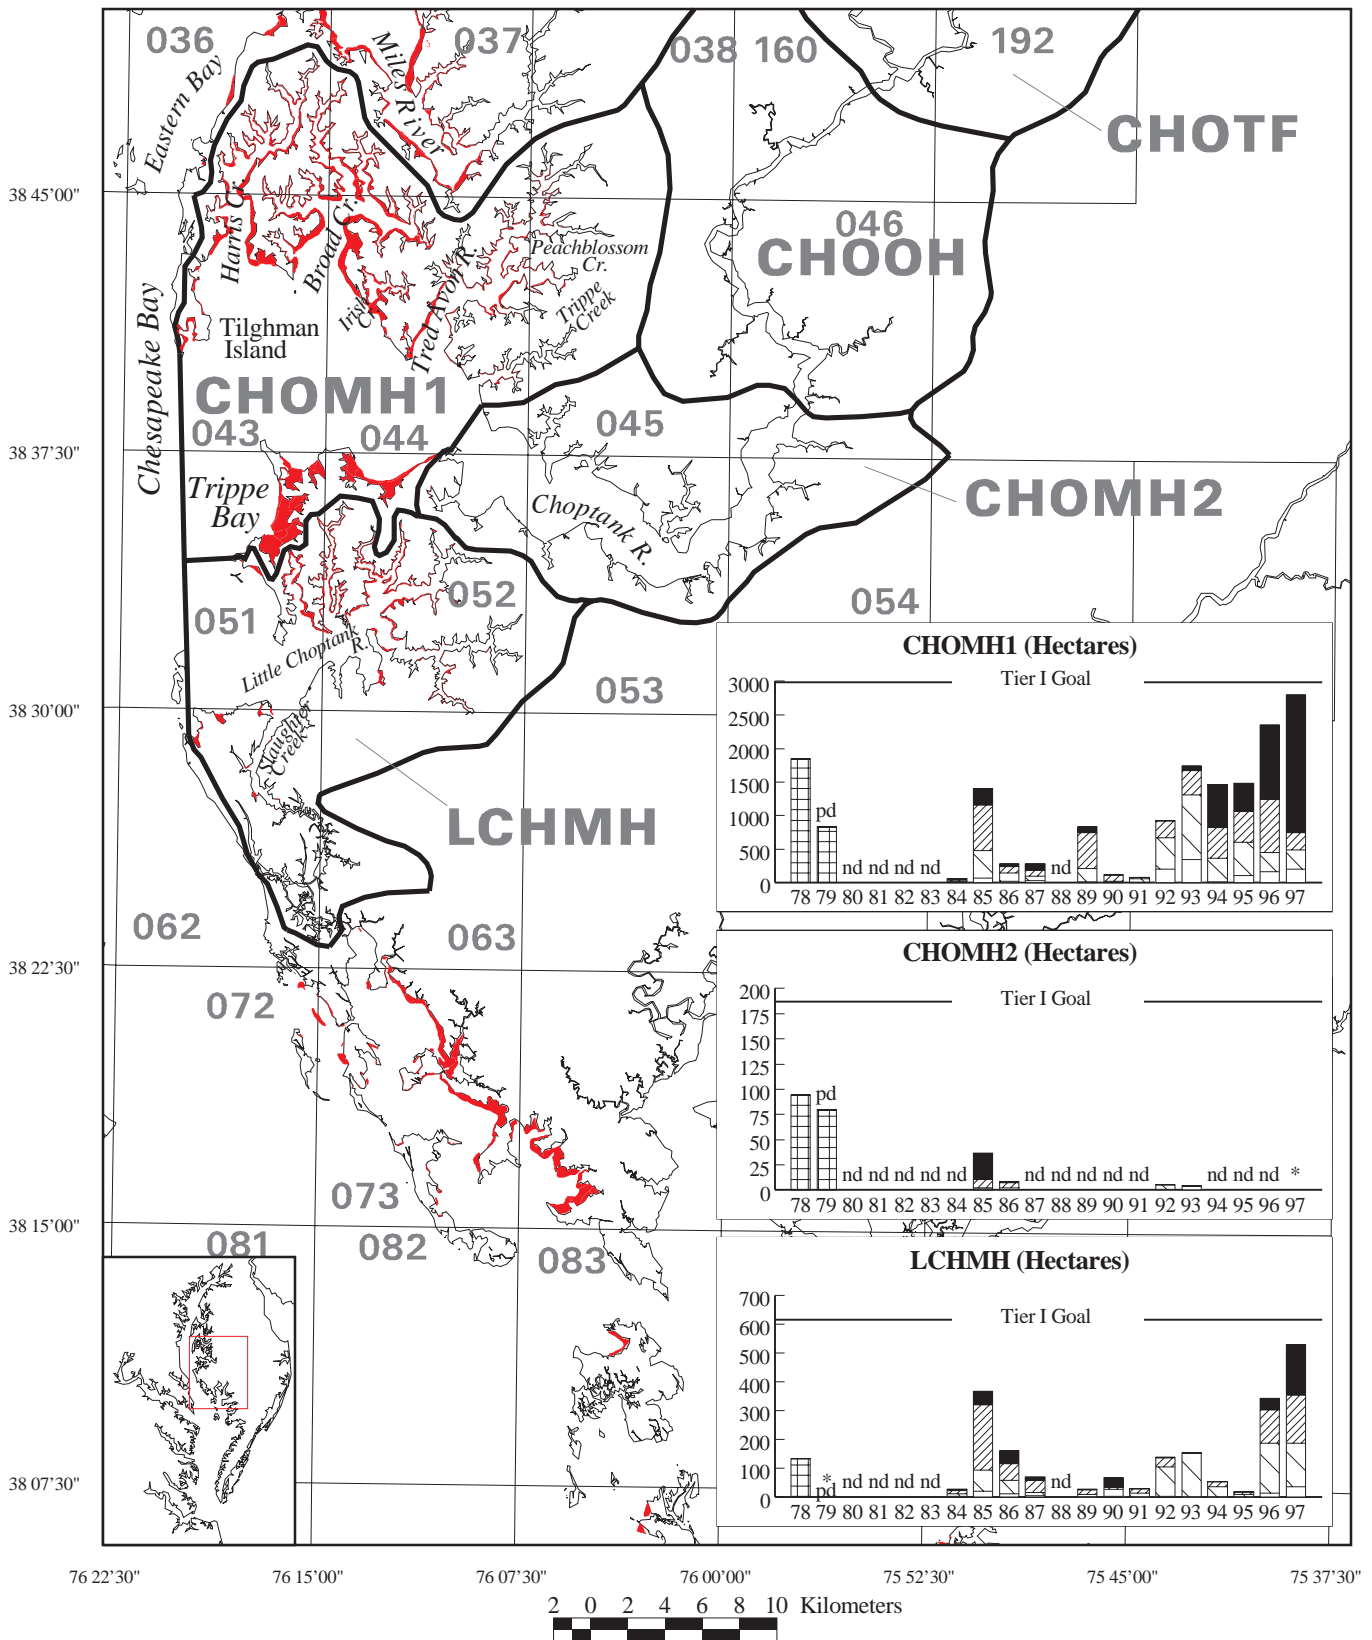 036
037
038
160
192
Eastern Bay
Miles River
CHOTF
38 45'00"
Harris Cr.
Broad Cr.
Irish Cr.
Tred Avon R.
Peachblossom
Cr.
Trippe
Creek
046
CHOOH
Chesapeake Bay
Tilghman
Island
CHOMH1
043
044
045
38 37'30"
Trippe
Bay
Choptank R.
CHOMH2
051
052
054
Little Choptank
R.
053
38 30'00"
Slaughter
Creek
LCHMH
062
063
38 22'30"
072
073
38 15'00"
081
082
083
38 07'30"
CHOMH1 (Hectares)
Tier I Goal
3000
2500
2000
1500
1000
500
0
pd
nd nd nd nd
nd
78 79 80 81 82 83 84 85 86 87 88 89 90 91 92 93 94 95 96 97
CHOMH2 (Hectares)
Tier I Goal
200
175
150
125
100
75
50
25
0
pd
nd nd nd nd nd
nd nd nd nd nd
nd nd nd
*
78 79 80 81 82 83 84 85 86 87 88 89 90 91 92 93 94 95 96 97
LCHMH (Hectares)
Tier I Goal
700
600
500
400
300
200
100
0
*
pd
nd nd nd nd
nd
78 79 80 81 82 83 84 85 86 87 88 89 90 91 92 93 94 95 96 97
76 22'30"
76 15'00"
76 07'30"
76 00'00"
75 52'30"
75 45'00"
75 37'30"
2 0 2 4 6 8 10 Kilometers